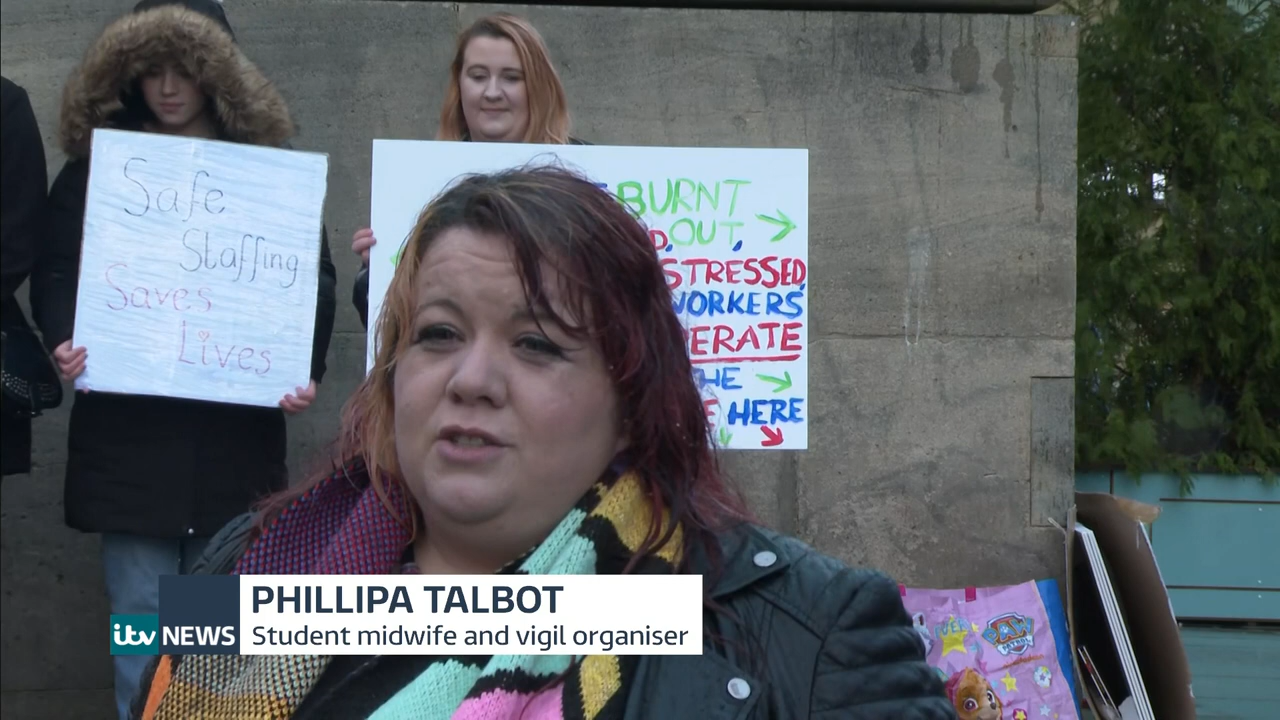 Safe
Staffing
Saves
Lives
BURNT
OUT,
STRESSED,
WORKERS
ERATE
HE
HERE
PAW
PATROL
PHILLIPA TALBOT
itv NEWS
Student midwife and vigil organiser